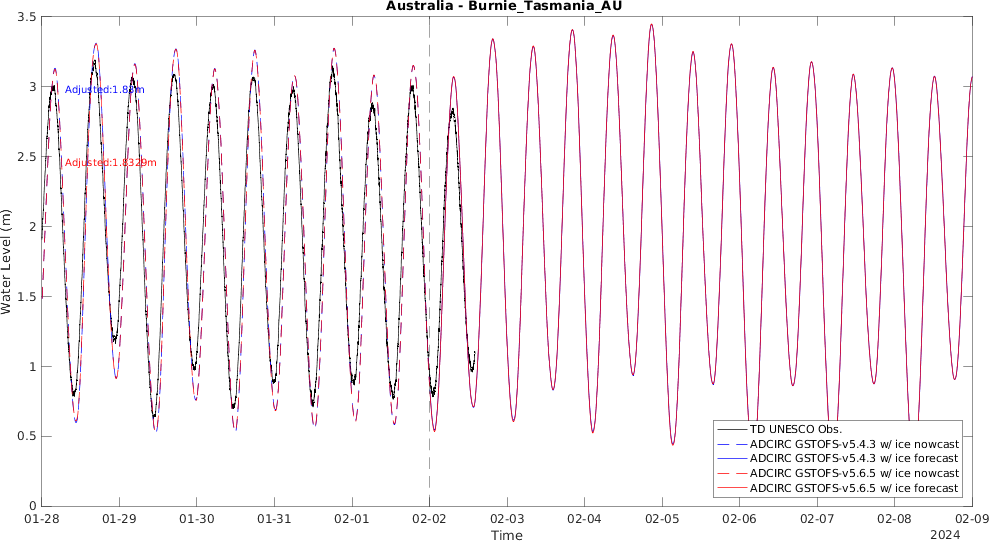 Australia - Burnie_Tasmania_AU
3.5
3
2.5
2
1.5
1
0.5
0
Water Level (m)
Adjusted:1.83m
Adjusted:1.8329m
TD UNESCO Obs.
ADCIRC GSTOFS-v5.4.3 w/ ice nowcast
ADCIRC GSTOFS-v5.4.3 w/ ice forecast
ADCIRC GSTOFS-v5.6.5 w/ ice nowcast
ADCIRC GSTOFS-v5.6.5 w/ ice forecast
01-28 01-29 01-30 01-31 02-01 02-02 02-03 02-04 02-05 02-06 02-07 02-08 02-09
Time
2024